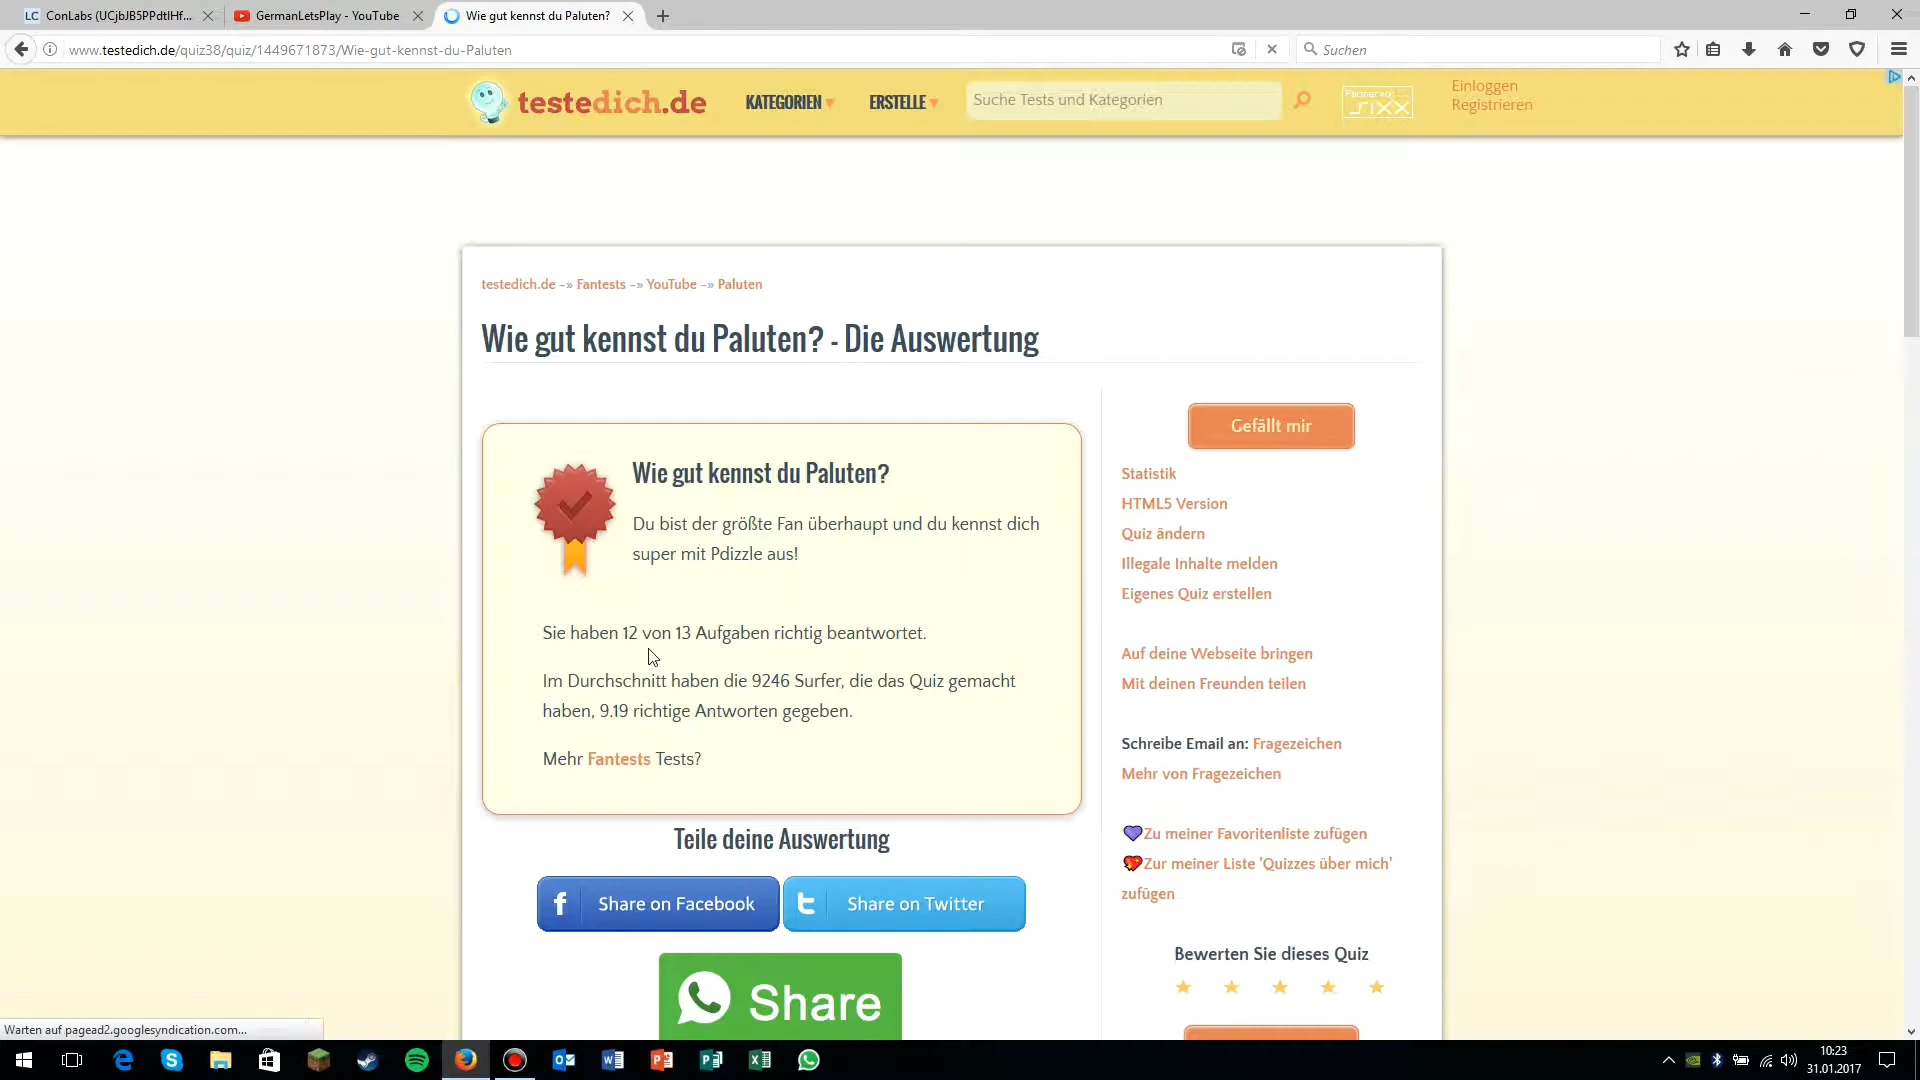 LC ConLabs (UCjbJB5PPdtIHf...
GermanLetsPlay - YouTube
Wie gut kennst du Paluten?
www.testedich.de/quiz38/quiz/1449671873/Wie-gut-kennst-du-Paluten
Suchen
testedich.de
KATEGORIEN
ERSTELLE
Suche Tests und Kategorien
sixx
Einloggen
Registrieren
testedich.de -» Fantests -» YouTube -» Paluten
Wie gut kennst du Paluten? - Die Auswertung
Wie gut kennst du Paluten?
Du bist der größte Fan überhaupt und du kennst dich
super mit Pdizzle aus!
Sie haben 12 von 13 Aufgaben richtig beantwortet.
Im Durchschnitt haben die 9246 Surfer, die das Quiz gemacht
haben, 9.19 richtige Antworten gegeben.
Mehr Fantests Tests?
Teile deine Auswertung
f Share on Facebook
t Share on Twitter
Share
Gefällt mir
Statistik
HTML5 Version
Quiz ändern
Illegale Inhalte melden
Eigenes Quiz erstellen
Auf deine Webseite bringen
Mit deinen Freunden teilen
Schreibe Email an: Fragezeichen
Mehr von Fragezeichen
Zu meiner Favoritenliste zufügen
Zur meiner Liste 'Quizzes über mich'
zufügen
Bewerten Sie dieses Quiz
Warten auf pagead2.googlesyndication.com...
10:23
31.01.2017